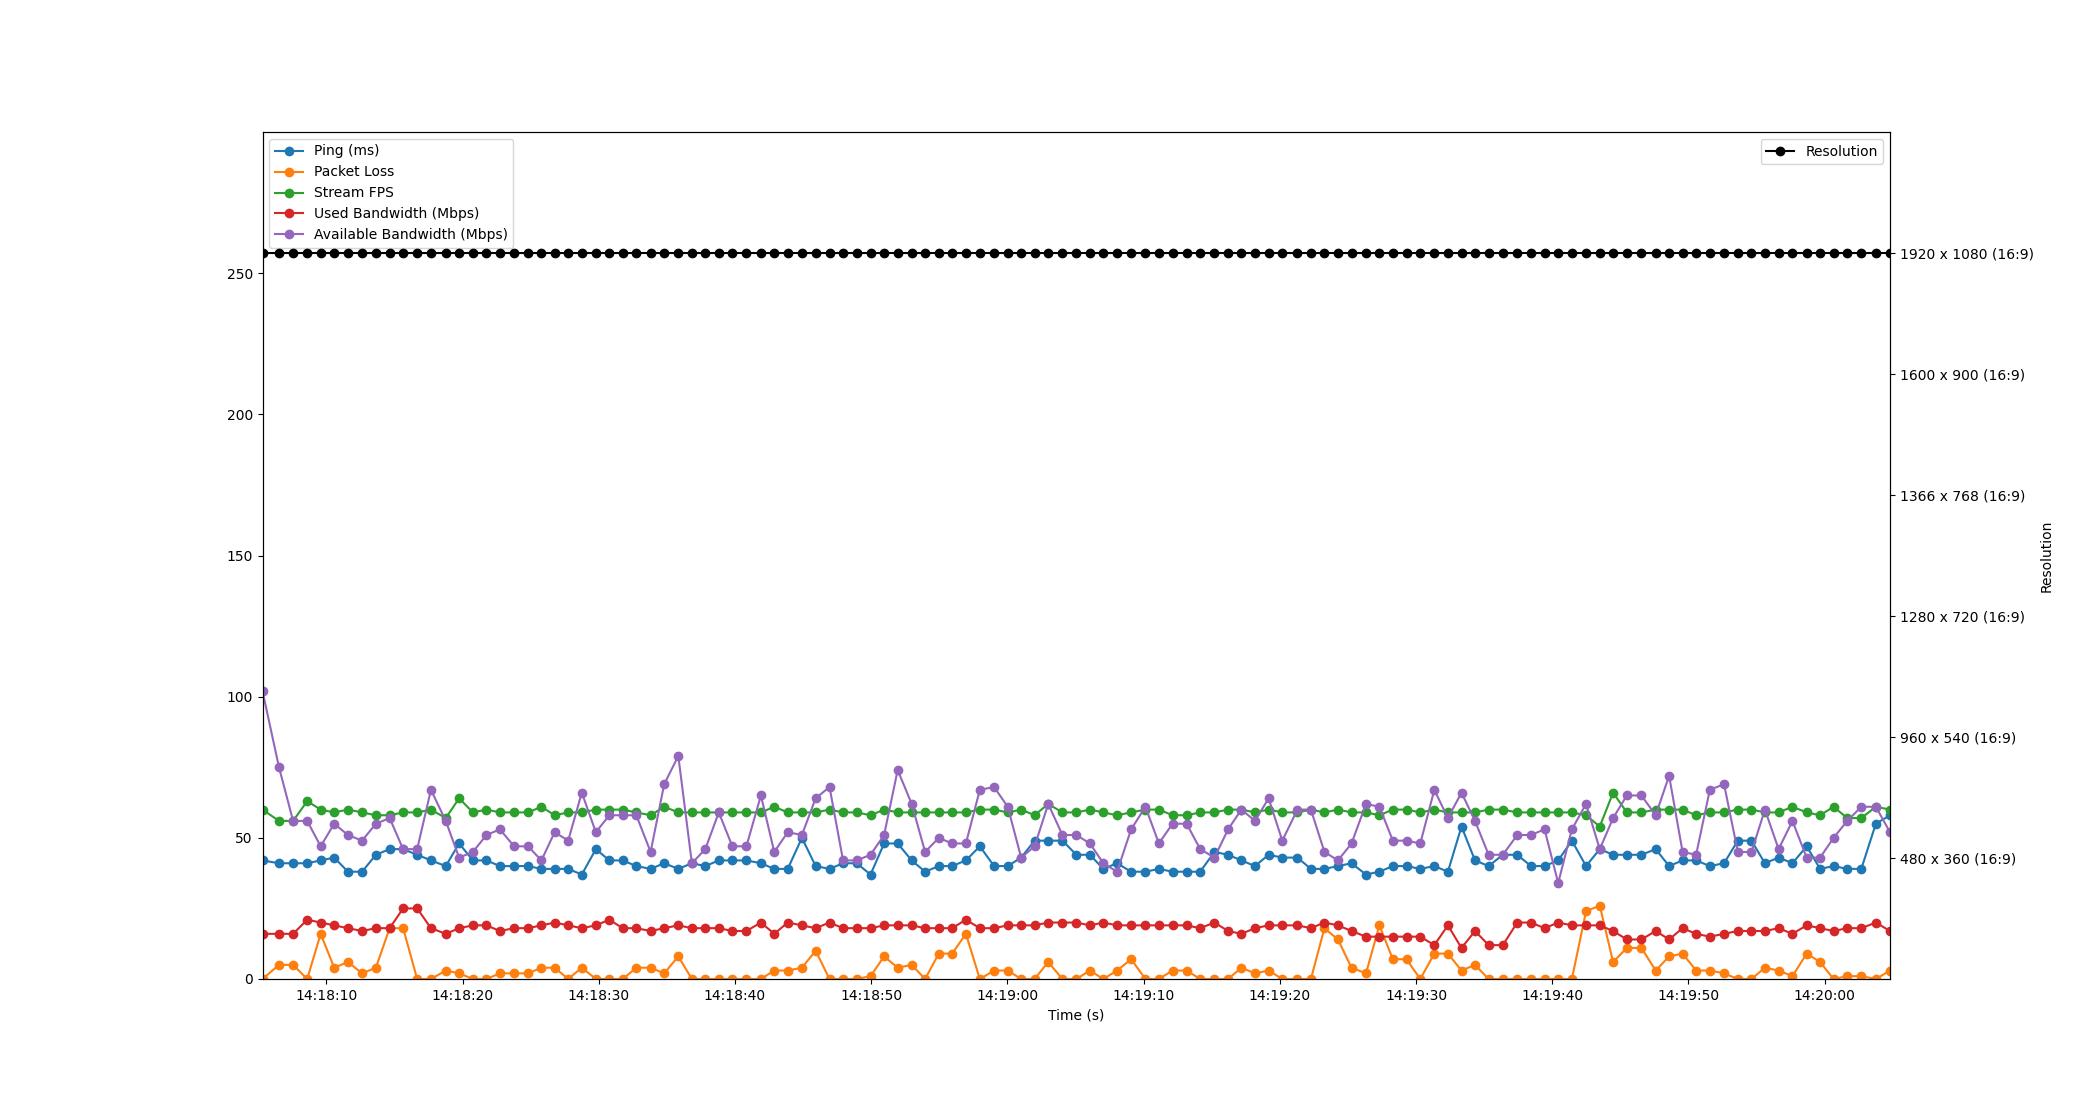 Ping (ms)
Packet Loss
Stream FPS
Used Bandwidth (Mbps)
Available Bandwidth (Mbps)
Resolution
250
200
150
100
50
0
1920 x 1080 (16:9)
1600 x 900 (16:9)
1366 x 768 (16:9)
1280 x 720 (16:9)
960 x 540 (16:9)
480 x 360 (16:9)
Resolution
14:18:10 14:18:20 14:18:30 14:18:40 14:18:50 14:19:00 14:19:10 14:19:20 14:19:30 14:19:40 14:19:50 14:20:00
Time (s)